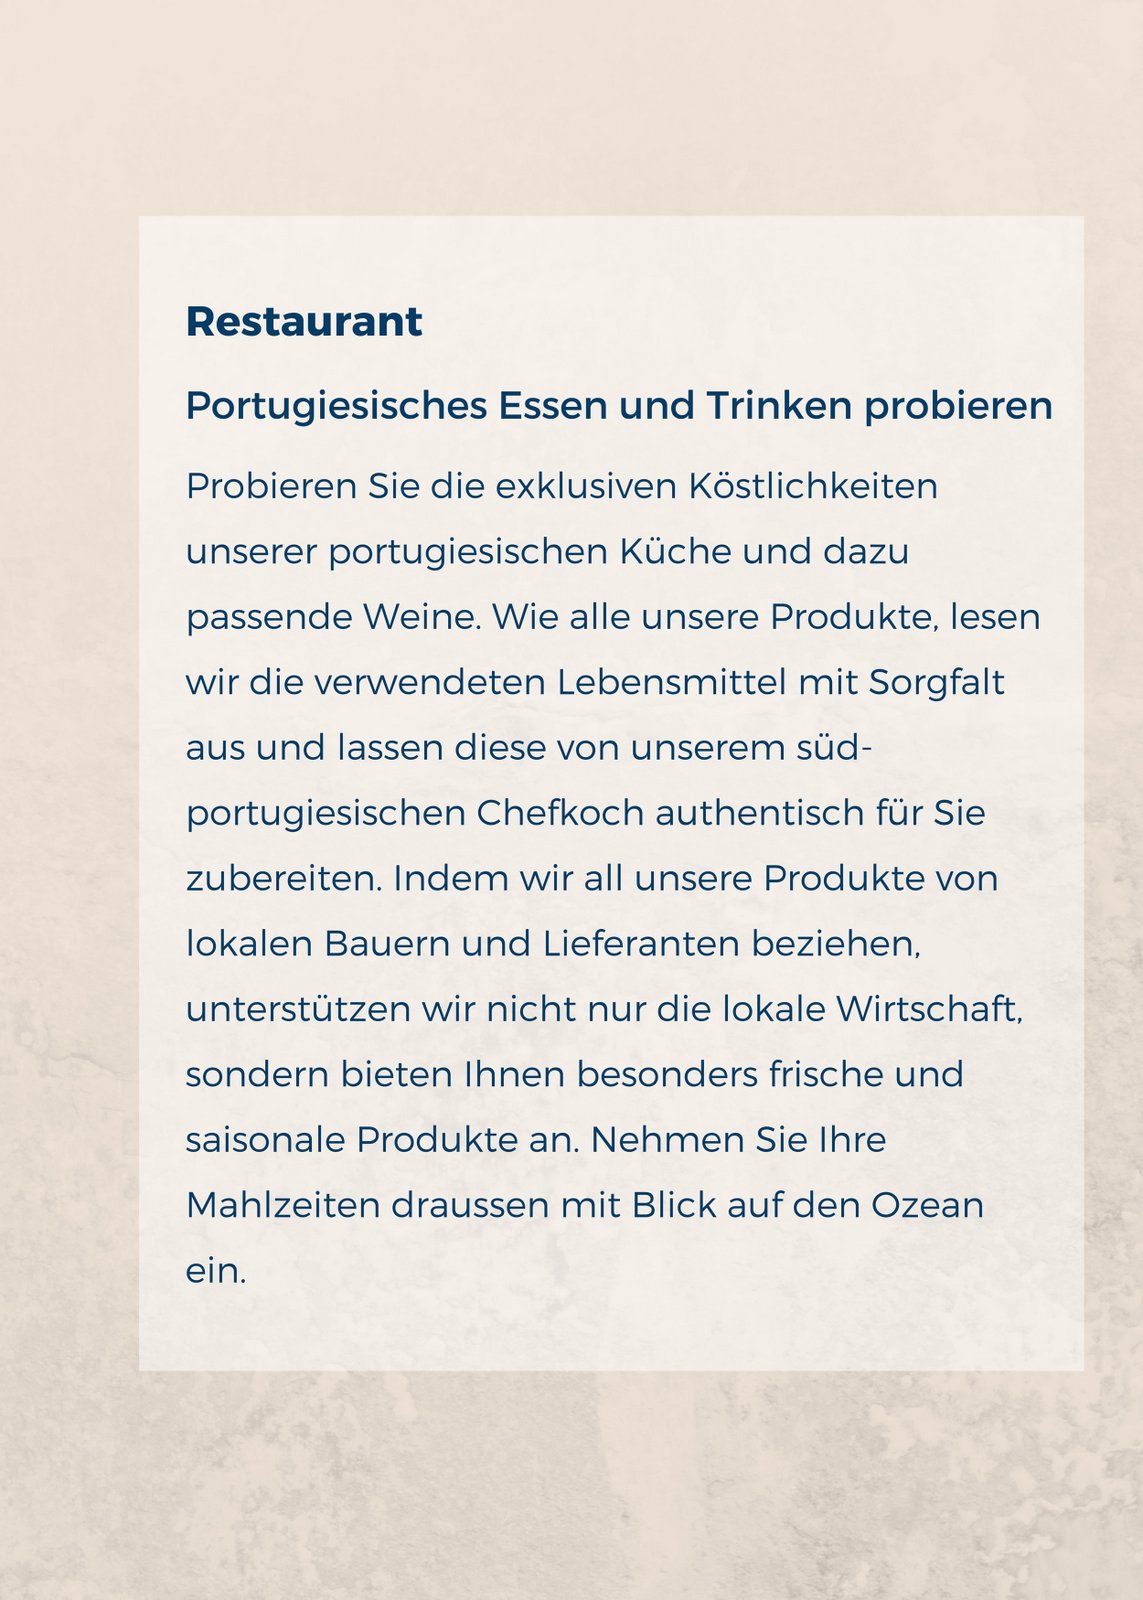 Restaurant
Portugiesisches Essen und Trinken probieren
Probieren Sie die exklusiven Köstlichkeiten
unserer portugiesischen Küche und dazu
passende Weine. Wie alle unsere Produkte, lesen
wir die verwendeten Lebensmittel mit Sorgfalt
aus und lassen diese von unserem süd-
portugiesischen Chefkoch authentisch für Sie
zubereiten. Indem wir all unsere Produkte von
lokalen Bauern und Lieferanten beziehen,
unterstützen wir nicht nur die lokale Wirtschaft,
sondern bieten Ihnen besonders frische und
saisonale Produkte an. Nehmen Sie Ihre
Mahlzeiten draussen mit Blick auf den Ozean
ein.